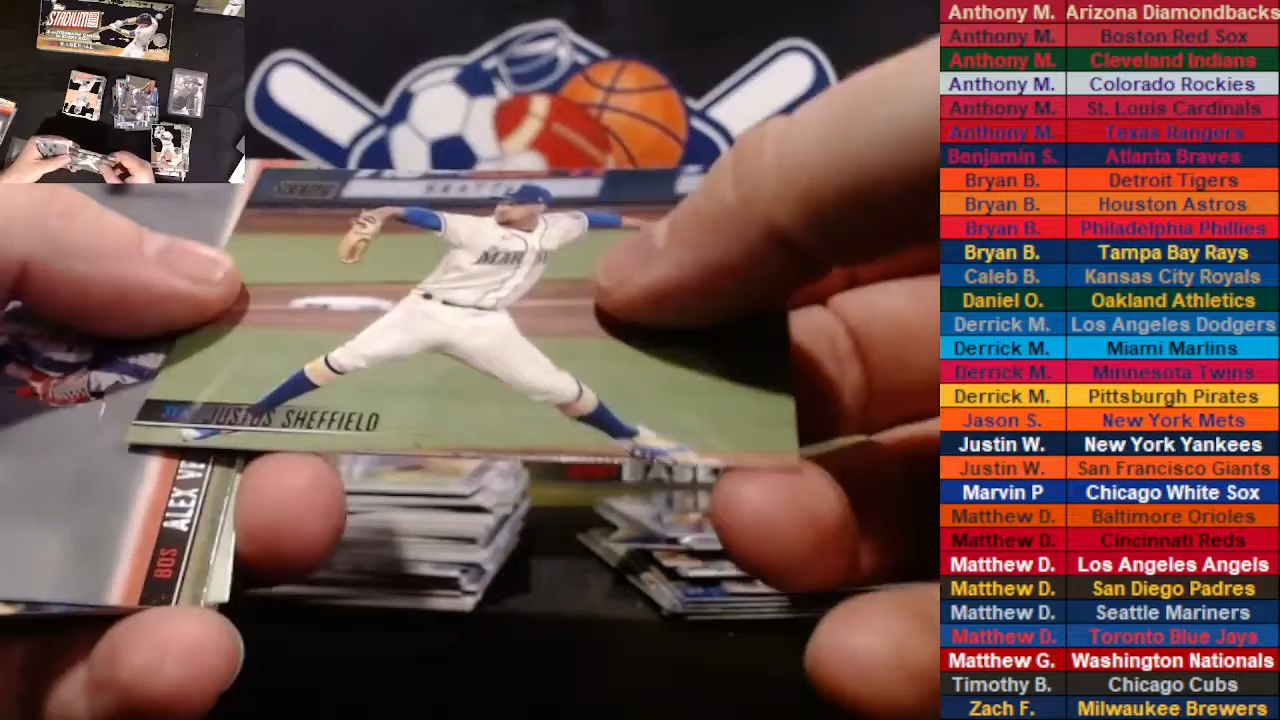 TOPPS
STADIUM
BASEBALL
MARIN
SEA JUSTUS SHEFFIELD
BOS ALEX VE
Anthony M. Arizona Diamondbacks
Anthony M. Boston Red Sox
Anthony M. Cleveland Indians
Anthony M. Colorado Rockies
Anthony M. St. Louis Cardinals
Anthony M. Texas Rangers
Benjamin S. Atlanta Braves
Bryan B. Detroit Tigers
Bryan B. Houston Astros
Bryan B. Philadelphia Phillies
Bryan B. Tampa Bay Rays
Caleb B. Kansas City Royals
Daniel O. Oakland Athletics
Derrick M. Los Angeles Dodgers
Derrick M. Miami Marlins
Derrick M. Minnesota Twins
Derrick M. Pittsburgh Pirates
Jason S. New York Mets
Justin W. New York Yankees
Justin W. San Francisco Giants
Marvin P Chicago White Sox
Matthew D. Baltimore Orioles
Matthew D. Cincinnati Reds
Matthew D. Los Angeles Angels
Matthew D. San Diego Padres
Matthew D. Seattle Mariners
Matthew D. Toronto Blue Jays
Matthew G. Washington Nationals
Timothy B. Chicago Cubs
Zach F. Milwaukee Brewers